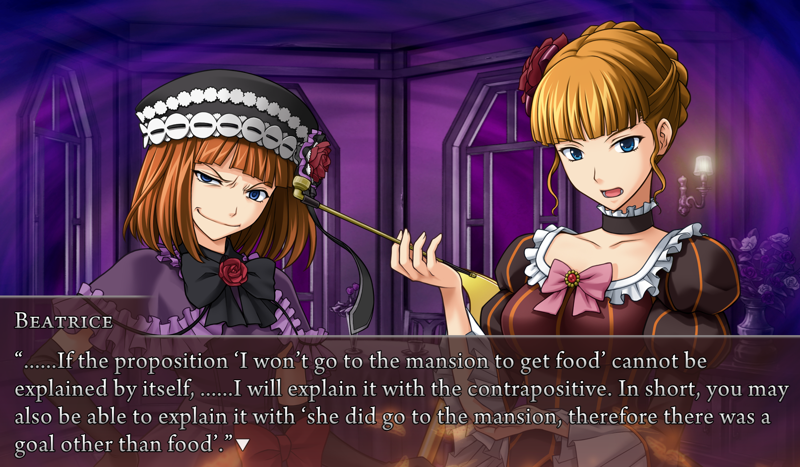 Beatrice
“......If the proposition ‘I won’t go to the mansion to get food’ cannot be
explained by itself, ......I will explain it with the contrapositive. In short, you may
also be able to explain it with ‘she did go to the mansion, therefore there was a
goal other than food’.”